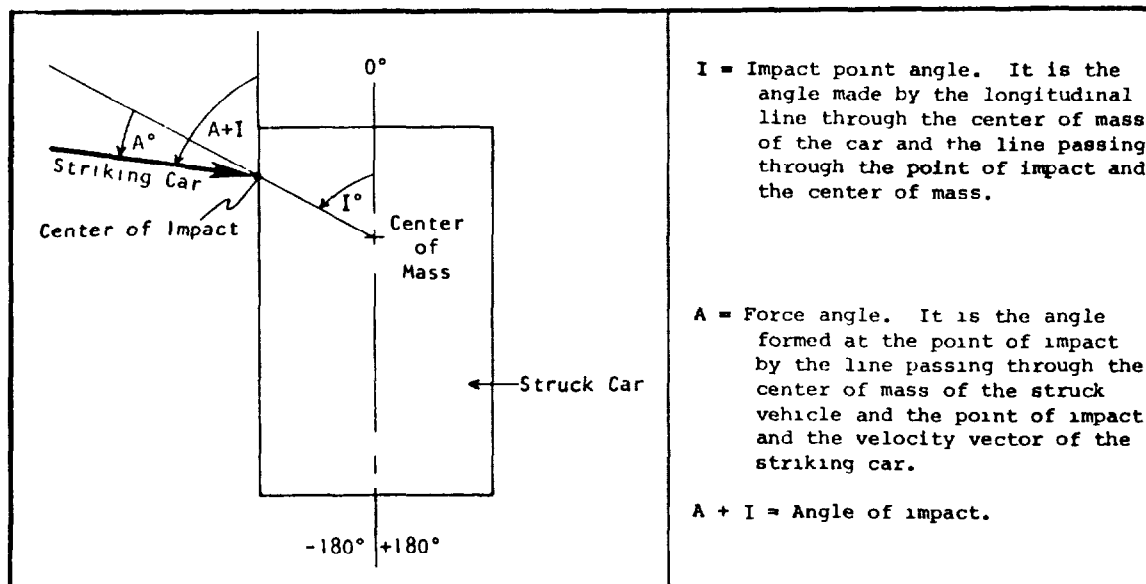 0°
A°
A+I
Striking Car
Center of Impact
I°
Center
of
Mass
Struck Car
-180° +180°
I = Impact point angle. It is the
angle made by the longitudinal
line through the center of mass
of the car and the line passing
through the point of impact and
the center of mass.
A = Force angle. It is the angle
formed at the point of impact
by the line passing through the
center of mass of the struck
vehicle and the point of impact
and the velocity vector of the
striking car.
A + I = Angle of impact.